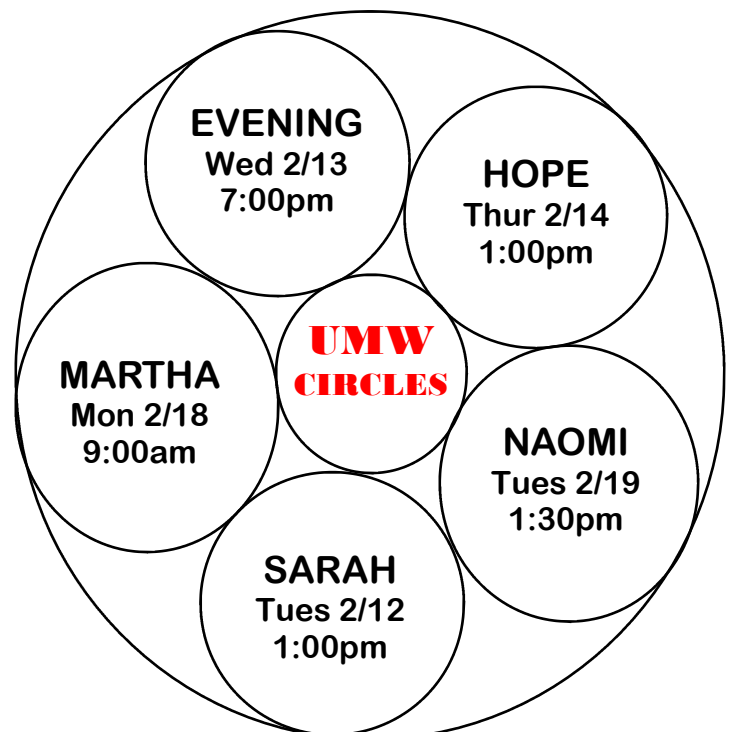 EVENING
Wed 2/13
7:00pm
HOPE
Thur 2/14
1:00pm
UMW
CIRCLES
MARTHA
Mon 2/18
9:00am
NAOMI
Tues 2/19
1:30pm
SARAH
Tues 2/12
1:00pm